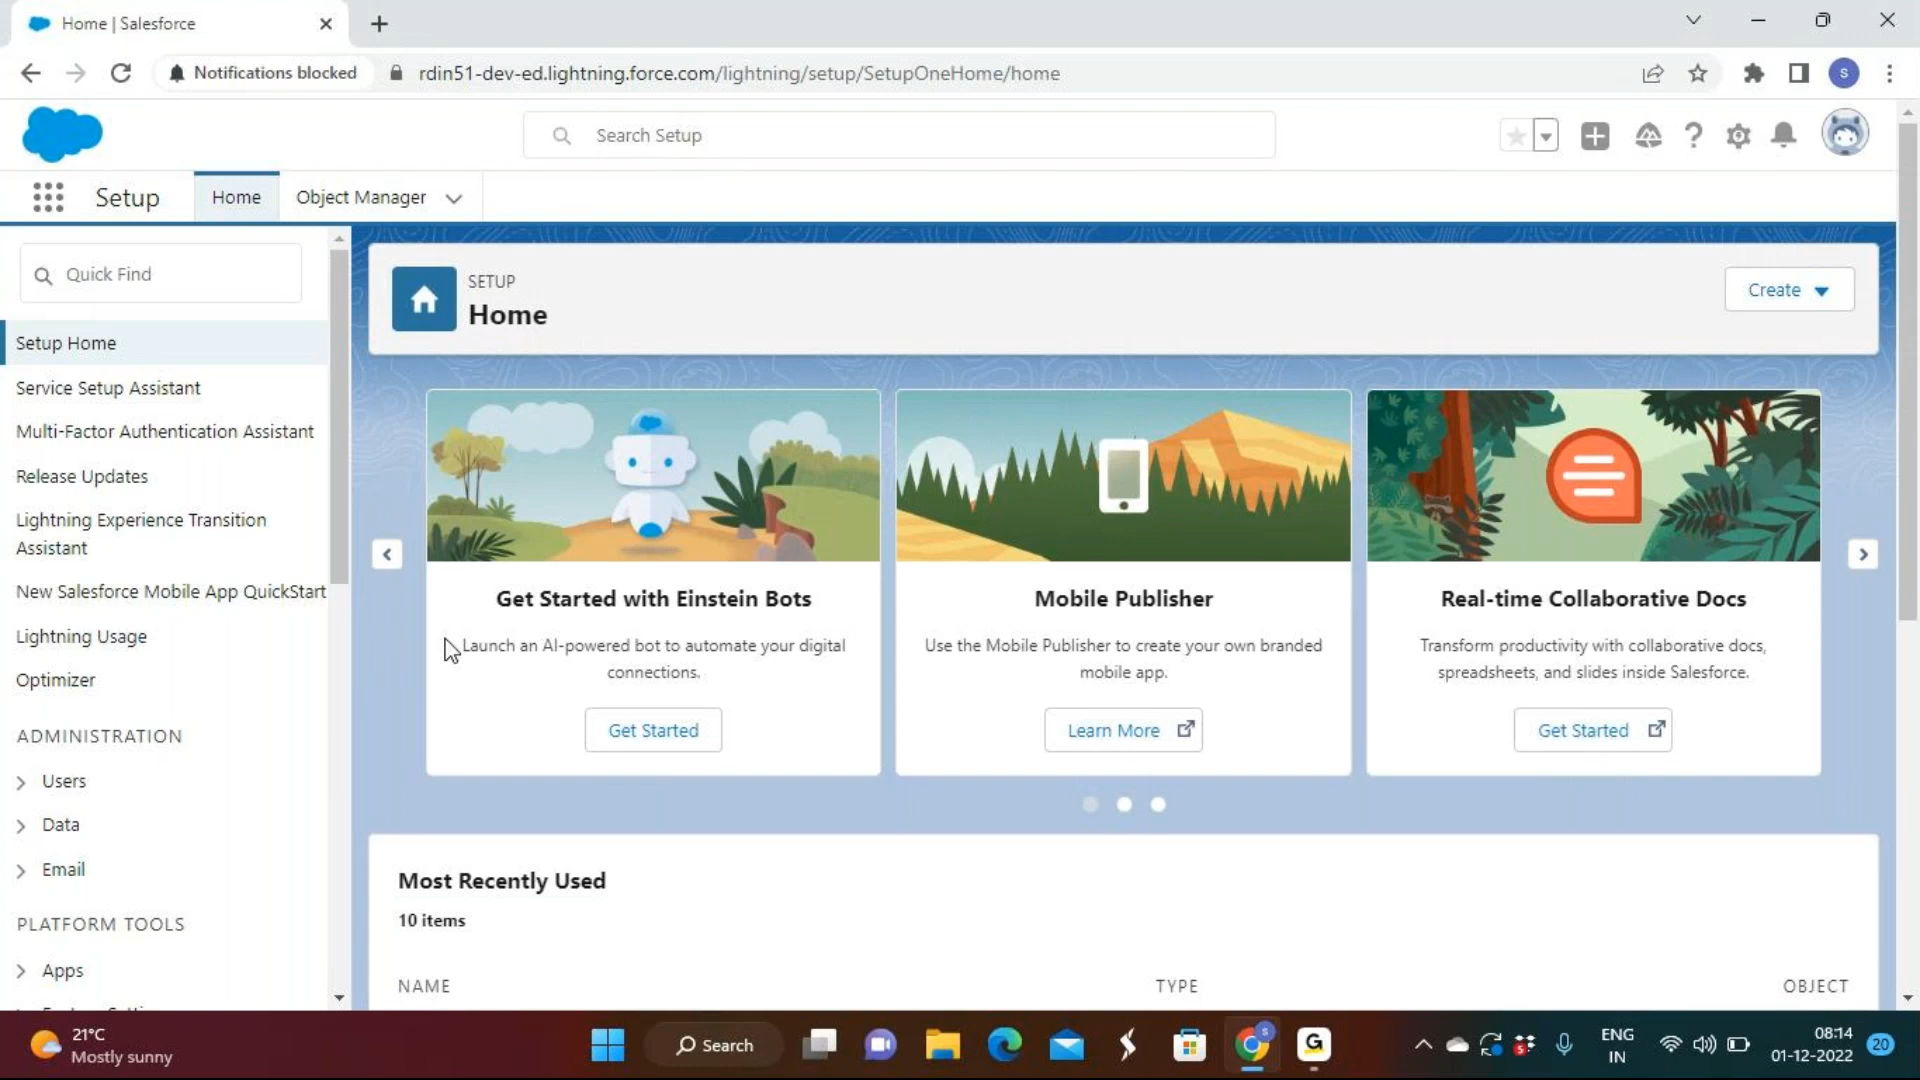 Home | Salesforce
Notifications blocked
rdin51-dev-ed.lightning.force.com/lightning/setup/SetupOneHome/home
S
Search Setup
Setup
Home
Object Manager
Quick Find
SETUP
Home
Create
Setup Home
Service Setup Assistant
Multi-Factor Authentication Assistant
Release Updates
Lightning Experience Transition
Assistant
New Salesforce Mobile App QuickStart
Lightning Usage
Optimizer
ADMINISTRATION
Users
Data
Email
PLATFORM TOOLS
Apps
Get Started with Einstein Bots
Launch an AI-powered bot to automate your digital
connections.
Get Started
Mobile Publisher
Use the Mobile Publisher to create your own branded
mobile app.
Learn More
Real-time Collaborative Docs
Transform productivity with collaborative docs,
spreadsheets, and slides inside Salesforce.
Get Started
Most Recently Used
10 items
NAME
TYPE
OBJECT
21°C
Mostly sunny
Search
S
G
ENG
IN
08:14
01-12-2022
20